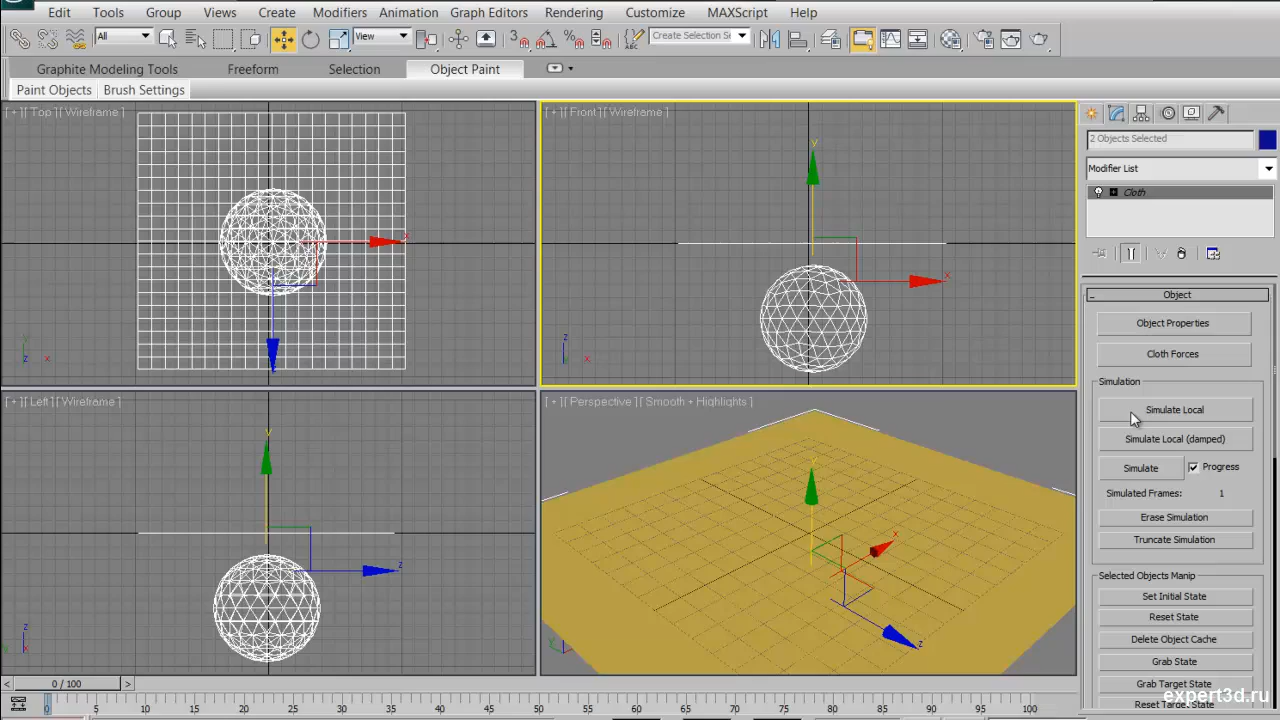 Edit Tools Group Views Create Modifiers Animation Graph Editors Rendering Customize MAXScript Help
All View Create Selection Se
Graphite Modeling Tools Freeform Selection Object Paint
Paint Objects Brush Settings
[ + ][ Top ][ Wireframe ]
[ + ][ Front ][ Wireframe ]
2 Objects Selected
Modifier List
Cloth
Object
Object Properties
Cloth Forces
Simulation
Simulate Local
Simulate Local (damped)
Simulate Progress
Simulated Frames: 1
Erase Simulation
Truncate Simulation
Selected Objects Manip
Set Initial State
Reset State
Delete Object Cache
Grab State
Grab Target State
Reset Target State
[ + ][ Left ][ Wireframe ]
[ + ][ Perspective ][ Smooth + Highlights ]
< 0 / 100 >
0 5 10 15 20 25 30 35 40 45 50 55 60 65 70 75 80 85 90 95 100
expert3d.ru